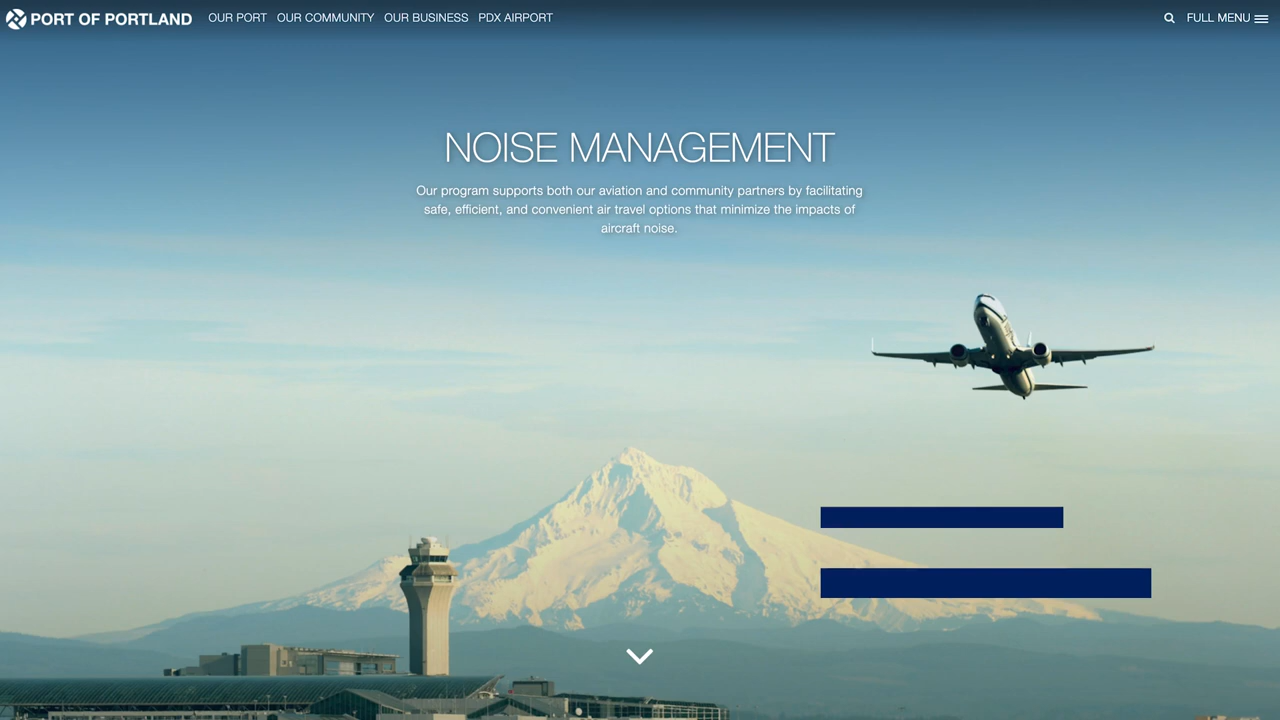 PORT OF PORTLAND OUR PORT OUR COMMUNITY OUR BUSINESS PDX AIRPORT FULL MENU
NOISE MANAGEMENT
Our program supports both our aviation and community partners by facilitating
safe, efficient, and convenient air travel options that minimize the impacts of
aircraft noise.